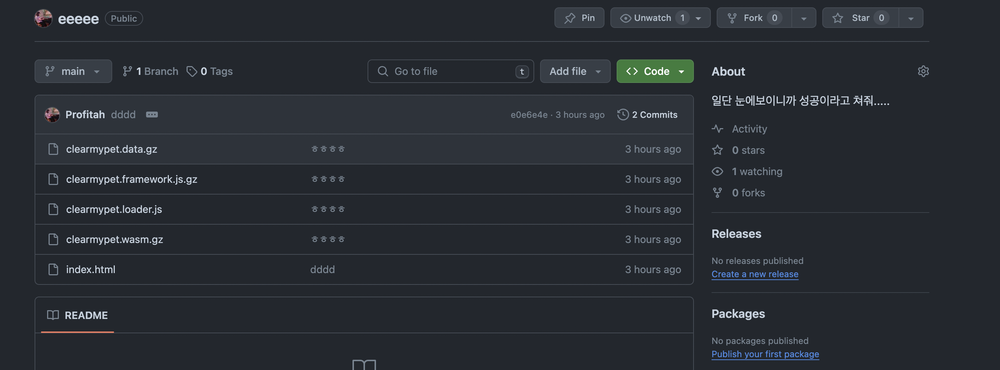 eeeee Public Pin Unwatch 1 Fork 0 Star 0
main 1 Branch 0 Tags Go to file t Add file Code
Profitah dddd e0e6e4e · 3 hours ago 2 Commits
clearmypet.data.gz ㅎㅎㅎㅎ 3 hours ago
clearmypet.framework.js.gz ㅎㅎㅎㅎ 3 hours ago
clearmypet.loader.js ㅎㅎㅎㅎ 3 hours ago
clearmypet.wasm.gz ㅎㅎㅎㅎ 3 hours ago
index.html dddd 3 hours ago
README
About
일단 눈에보이니까 성공이라고 쳐줘.....
Activity
0 stars
1 watching
0 forks
Releases
No releases published
Create a new release
Packages
No packages published
Publish your first package